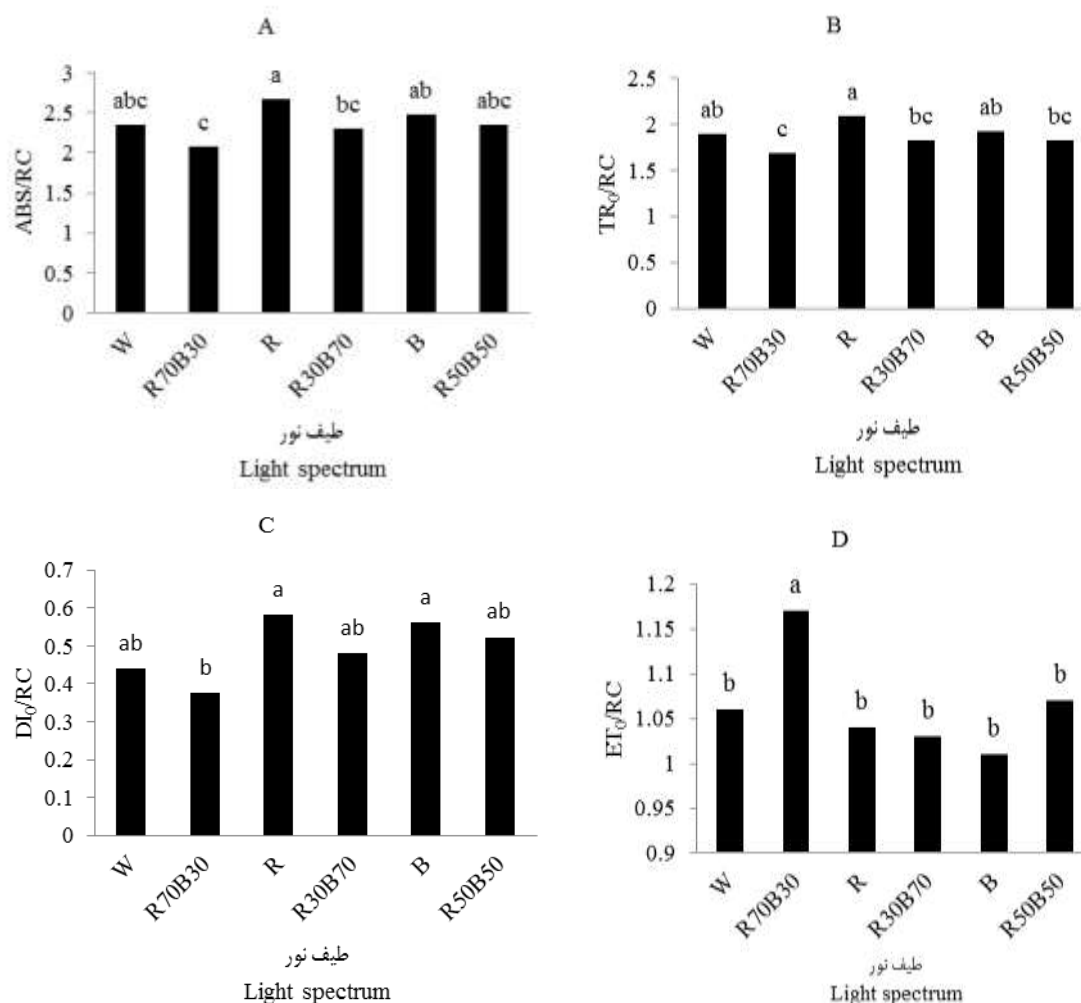 A
ABS/RC
3
2.5
2
1.5
1
0.5
0
abc
c
a
bc
ab
abc
W
R70B30
R
R30B70
B
R50B50
طیف نور
Light spectrum
B
TR₀/RC
2.5
2
1.5
1
0.5
0
ab
c
a
bc
ab
bc
W
R70B30
R
R30B70
B
R50B50
طیف نور
Light spectrum
C
DI₀/RC
0.7
0.6
0.5
0.4
0.3
0.2
0.1
0
ab
b
a
ab
a
ab
W
R70B30
R
R30B70
B
R50B50
طیف نور
Light spectrum
D
ET₀/RC
1.2
1.15
1.1
1.05
1
0.95
0.9
b
a
b
b
b
b
W
R70B30
R
R30B70
B
R50B50
طیف نور
Light spectrum